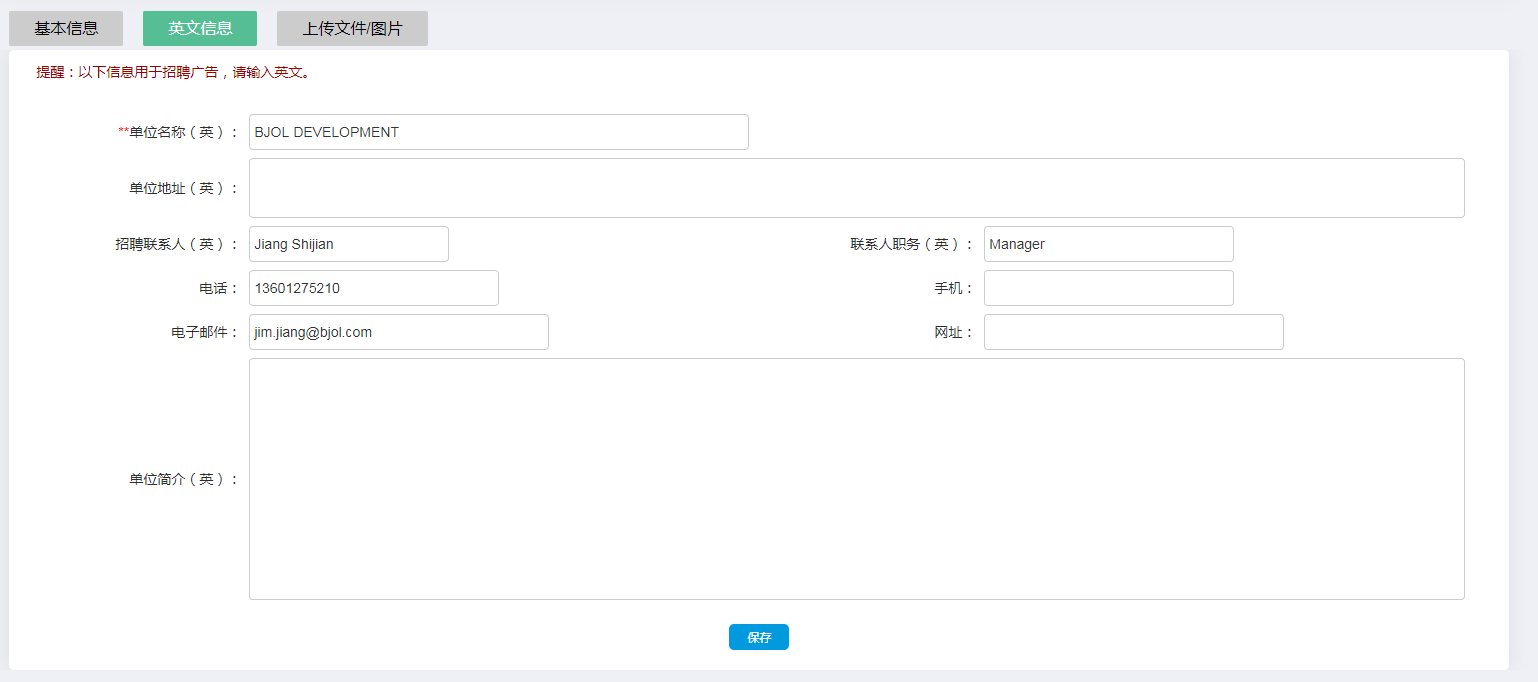 基本信息 英文信息 上传文件/图片
提醒：以下信息用于招聘广告，请输入英文。
**单位名称（英）： BJOL DEVELOPMENT
单位地址（英）：
招聘联系人（英）： Jiang Shijian 联系人职务（英）： Manager
电话： 13601275210 手机：
电子邮件： jim.jiang@bjol.com 网址：
单位简介（英）：
保存